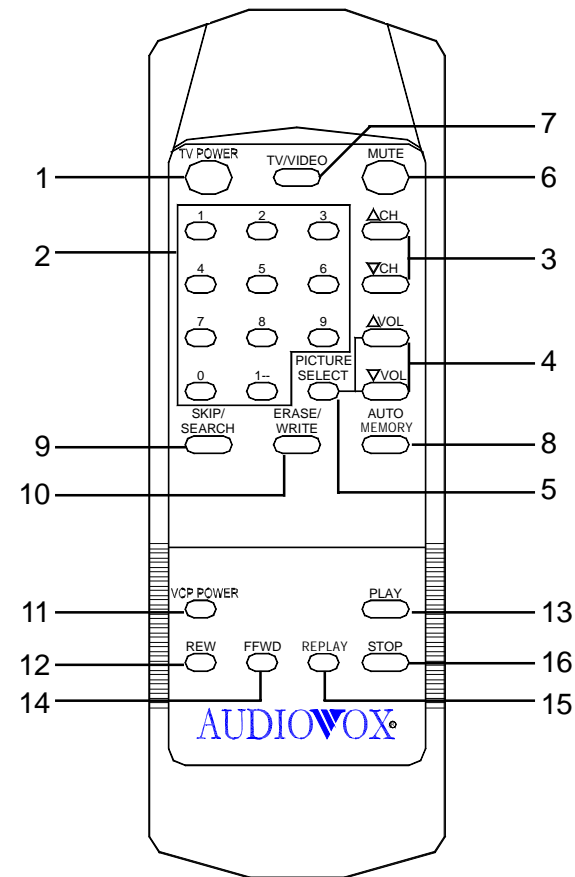 7
TV POWER
TV/VIDEO
MUTE
1
6
1 2 3
△CH
2
3
4 5 6
▽CH
7 8 9
△VOL
4
PICTURE
SELECT
▽VOL
0 1--
SKIP/
SEARCH
ERASE/
WRITE
AUTO
MEMORY
9
8
10
5
VCP POWER
PLAY
11
13
REW FFWD REPLAY STOP
12
16
14
15
AUDIOVOX®